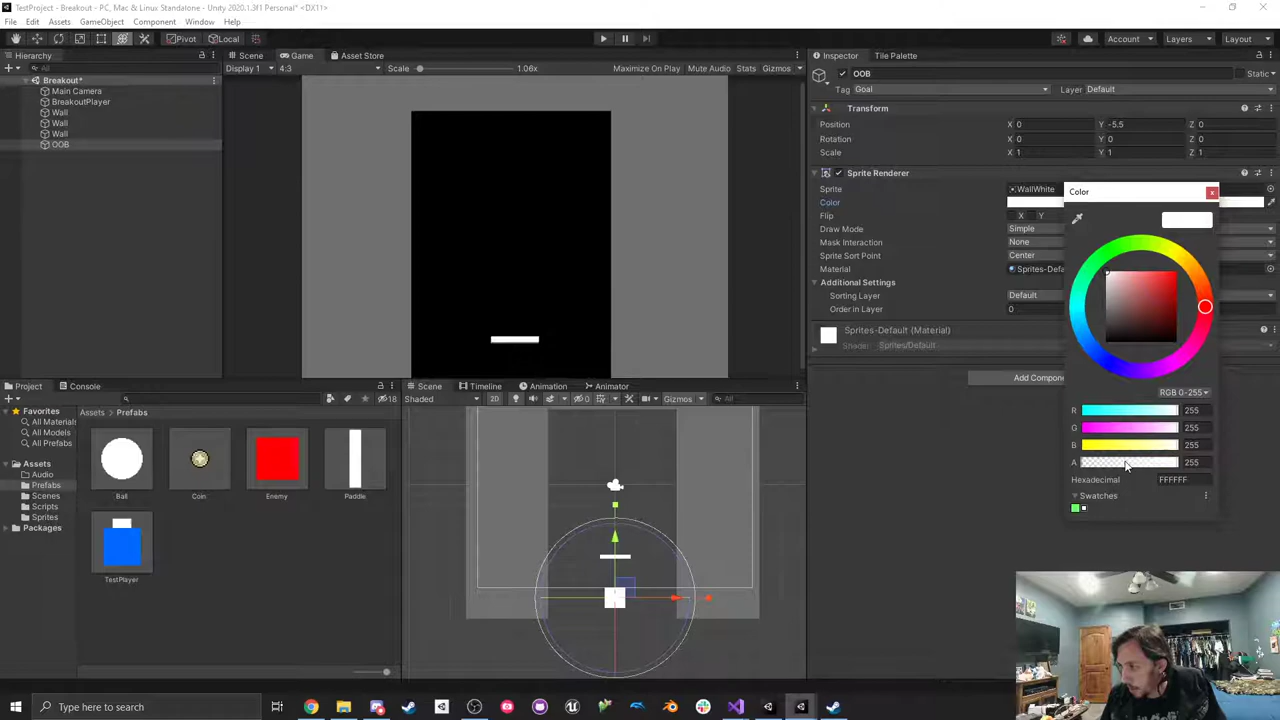 TestProject - Breakout - PC, Mac & Linux Standalone - Unity 2020.1.3f1 Personal* <DX11>
File Edit Assets GameObject Component Window Help
Pivot Local Account Layers Layout
Hierarchy Scene Game Asset Store Inspector Tile Palette
All Display 1 4:3 Scale 1.06x Maximize On Play Mute Audio Stats Gizmos OOB Static
Breakout*
Main Camera
BreakoutPlayer
Wall
Wall
Wall
OOB
Tag Goal Layer Default
Transform
Position X 0 Y -5.5 Z 0
Rotation X 0 Y 0 Z 0
Scale X 1 Y 1 Z 1
Sprite Renderer
Sprite WallWhite
Color
Flip X Y
Draw Mode Simple
Mask Interaction None
Sprite Sort Point Center
Material Sprites-Defa
Additional Settings
Sorting Layer Default
Order in Layer 0
Sprites-Default (Material)
Shader Sprites/Default
Add Compone
Color x
RGB 0-255
R 255
G 255
B 255
A 255
Hexadecimal FFFFFF
Swatches
Project Console Scene Timeline Animation Animator
18 Shaded 2D 0 Gizmos All
Favorites
All Materials
All Models
All Prefabs
Assets
Audio
Prefabs
Scenes
Scripts
Sprites
Packages
Assets > Prefabs
Ball Coin Enemy Paddle
TestPlayer
Type here to search